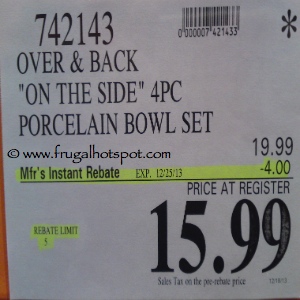 742143
0000007421433
*
OVER & BACK
"ON THE SIDE" 4PC
PORCELAIN BOWL SET
www.frugalhotspot.com
19.99
Mfr's Instant Rebate EXP. 12/25/13 -4.00
PRICE AT REGISTER
15.99
REBATE LIMIT
5
Sales Tax on the pre-rebate price